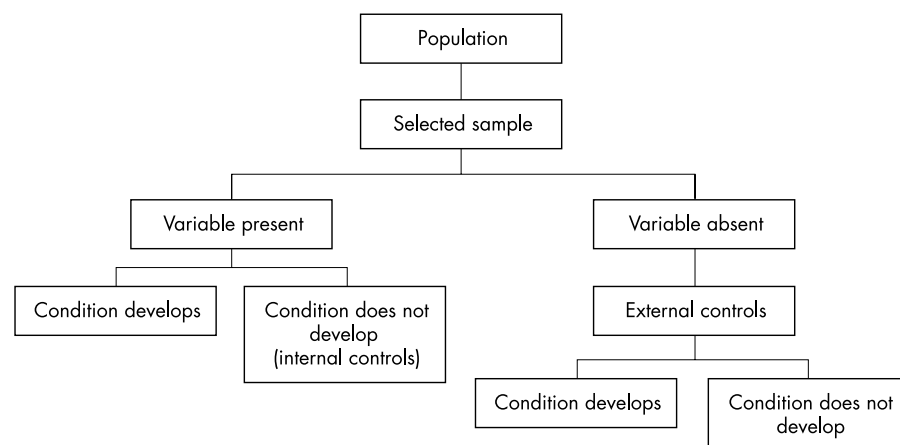 Population
Selected sample
Variable present
Variable absent
Condition develops
Condition does not
develop
(internal controls)
External controls
Condition develops
Condition does not
develop